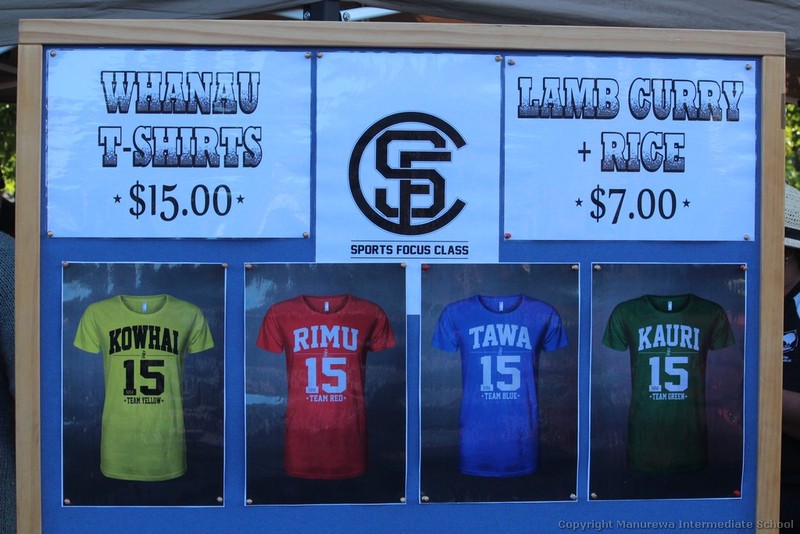 WHANAU
T-SHIRTS
★$15.00★
SPORTS FOCUS CLASS
LAMB CURRY
+ RICE
★$7.00★
KOWHAI
15
•TEAM YELLOW•
RIMU
15
•TEAM RED•
TAWA
15
•TEAM BLUE•
KAURI
15
•TEAM GREEN•
Copyright Manurewa Intermediate School